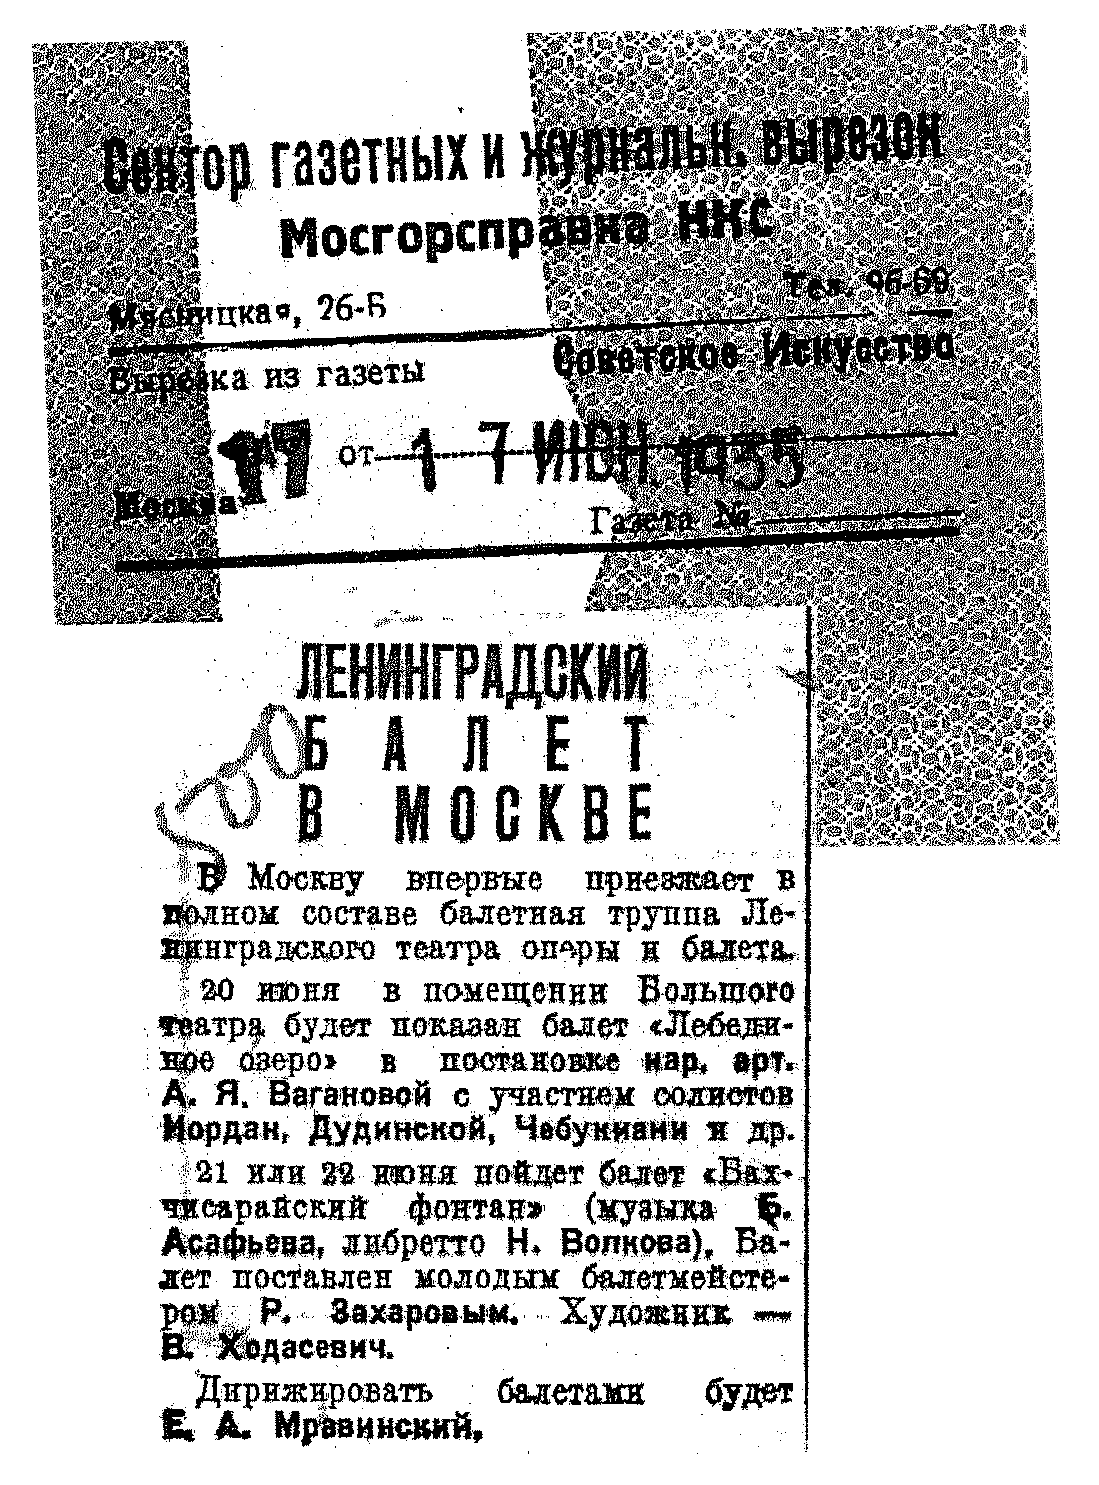 Сектор газетных и журнальн. вырезок
Мосгорсправка НКС
Мясницкая, 26-Б Тел. 96-69
Вырезка из газеты Советское Искусство
Москва 17 от 17 ИЮН. 1935
Газета №
ЛЕНИНГРАДСКИЙ
БАЛЕТ
В МОСКВЕ
500
В Москву впервые приезжает в
полном составе балетная труппа Ле-
нинградского театра оперы и балета.
20 июня в помещении Большого
театра будет показан балет «Лебеди-
ное озеро» в постановке нар. арт.
А. Я. Вагановой с участием солистов
Иордан, Дудинской, Чебукиани и др.
21 или 22 июня пойдет балет «Бах-
чисарайский фонтан» (музыка Б.
Асафьева, либретто Н. Волкова). Ба-
лет поставлен молодым балетмейсте-
ром Р. Захаровым. Художник —
В. Ходасевич.
Дирижировать балетами будет
Е. А. Мравинский.